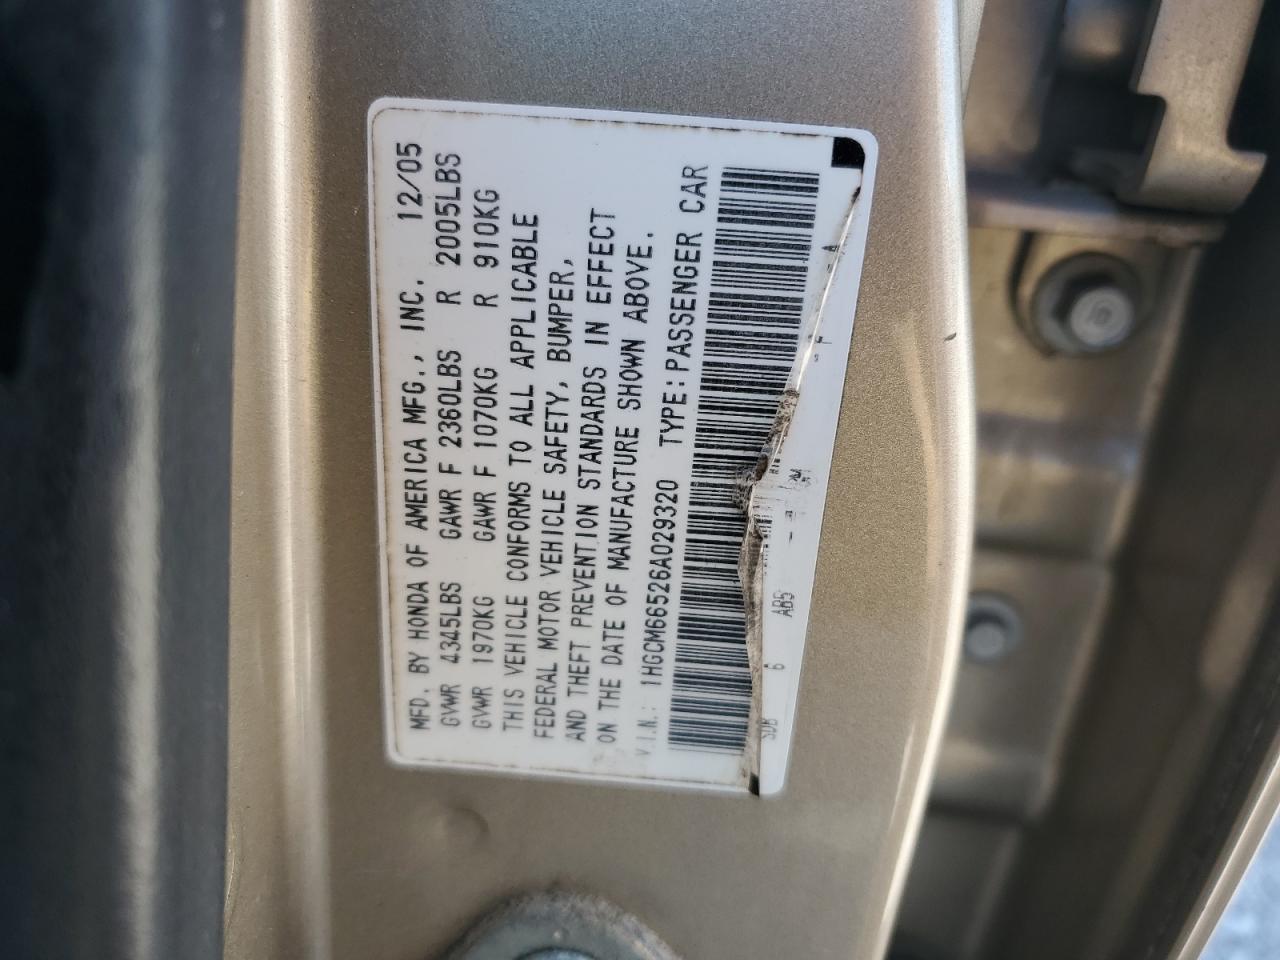 MFD. BY HONDA OF AMERICA MFG., INC. 12/05
GVWR 4345LBS GAWR F 2360LBS R 2005LBS
GVWR 1970KG GAWR F 1070KG R 910KG
THIS VEHICLE CONFORMS TO ALL APPLICABLE
FEDERAL MOTOR VEHICLE SAFETY, BUMPER,
AND THEFT PREVENTION STANDARDS IN EFFECT
ON THE DATE OF MANUFACTURE SHOWN ABOVE.
V.I.N.: 1HGCM66526A029320 TYPE:PASSENGER CAR